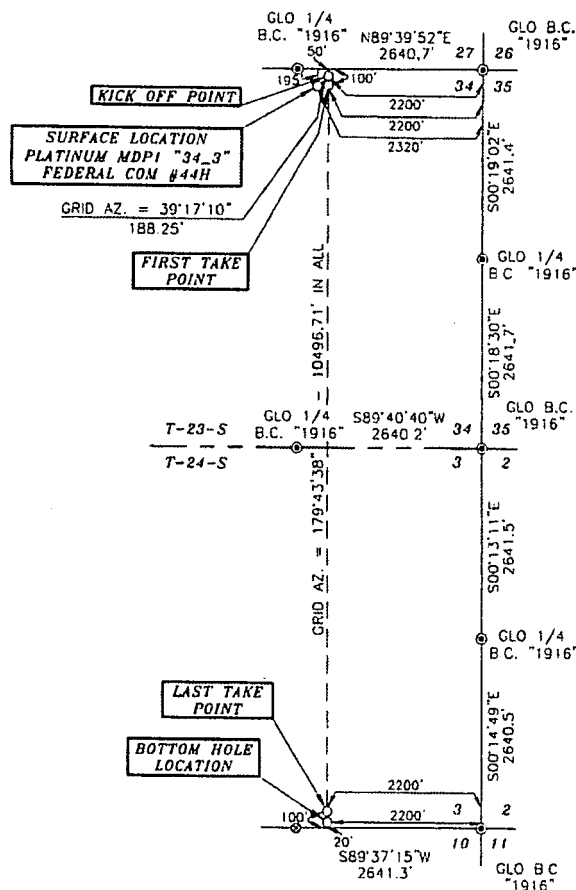 GLO 1/4
B.C. "1916"
N89°39'52"E
2640.7'
GLO B.C.
"1916"
27 26
34 35
50'
195'
100'
KICK OFF POINT
2200'
2200'
2320'
SURFACE LOCATION
PLATINUM MDP1 "34_3"
FEDERAL COM #44H
GRID AZ. = 39°17'10"
188.25'
FIRST TAKE
POINT
S00°19'02"E
2641.4'
GLO 1/4
B.C "1916"
S00°18'30"E
2641.7'
GRID AZ. = 179°43'38" - 10496.71' IN ALL
T-23-S
T-24-S
GLO 1/4
B.C. "1916"
S89°40'40"W
2640 2'
GLO B.C.
"1916"
34 35
3 2
S00°13'11"E
2641.5'
GLO 1/4
B.C. "1916"
S00°14'49"E
2640.5'
LAST TAKE
POINT
BOTTOM HOLE
LOCATION
2200'
2200'
3 2
10 11
100'
20'
S89°37'15"W
2641.3'
GLO B C
"1916"